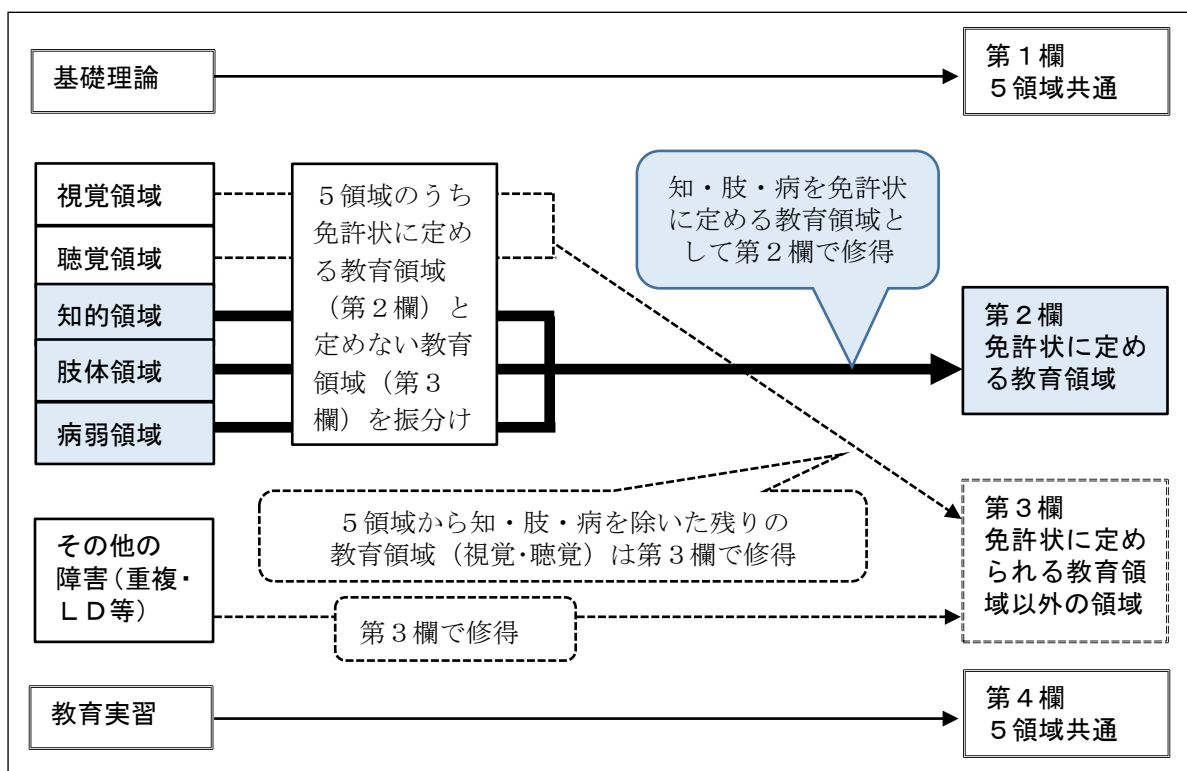 基礎理論
第１欄
５領域共通
視覚領域
聴覚領域
知的領域
肢体領域
病弱領域
５領域のうち
免許状に定め
る教育領域
（第２欄）と
定めない教育
領域（第３
欄）を振分け
知・肢・病を免許状
に定める教育領域と
して第２欄で修得
第２欄
免許状に定め
る教育領域
５領域から知・肢・病を除いた残りの
教育領域（視覚･聴覚）は第３欄で修得
その他の
障害（重複・
ＬＤ等）
第３欄で修得
第３欄
免許状に定め
られる教育領
域以外の領域
教育実習
第４欄
５領域共通